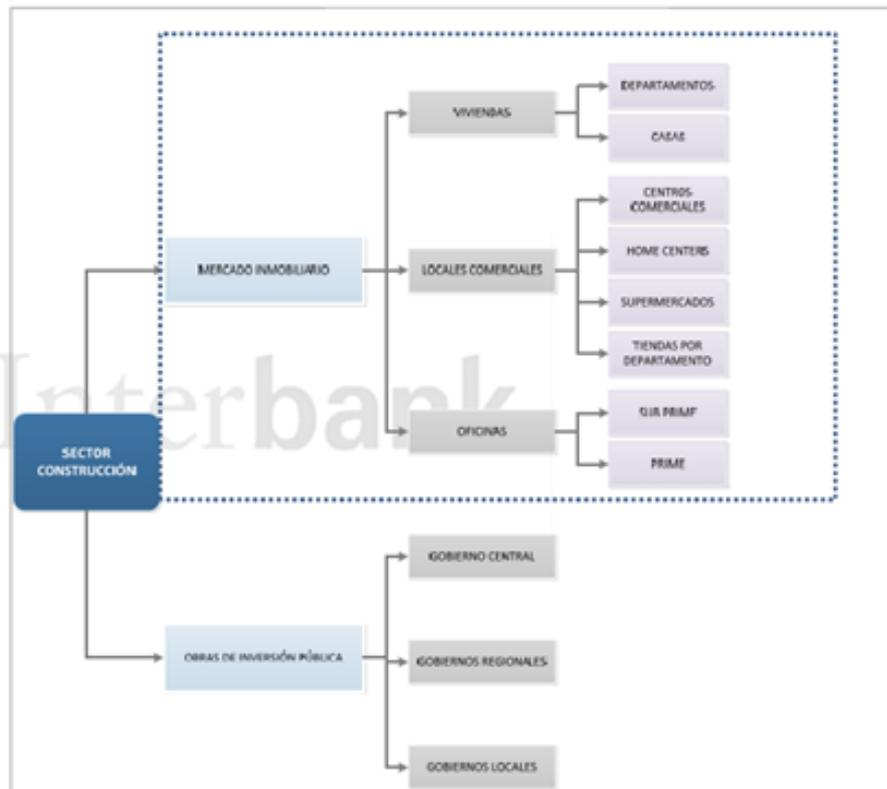 DEPARTAMENTOS
VIVIENDAS
CASAS
CENTROS
COMERCIALES
MERCADO INMOBILIARIO
LOCALES COMERCIALES
HOME CENTERS
SUPERMERCADOS
TIENDAS POR
DEPARTAMENTO
Interbank
OFICINAS
SUB PRIME
PRIME
SECTOR
CONSTRUCCIÓN
GOBIERNO CENTRAL
OBRAS DE INVERSIÓN PÚBLICA
GOBIERNOS REGIONALES
GOBIERNOS LOCALES